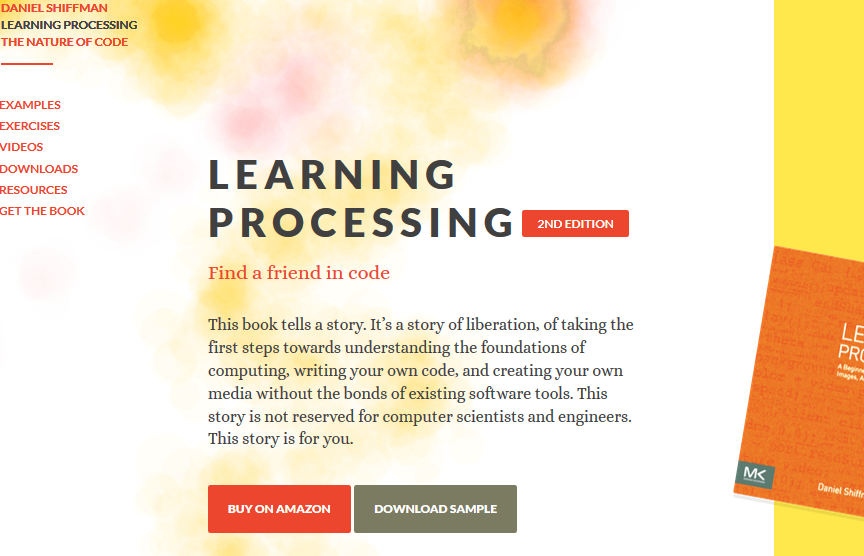 DANIEL SHIFFMAN
LEARNING PROCESSING
THE NATURE OF CODE
EXAMPLES
EXERCISES
VIDEOS
DOWNLOADS
RESOURCES
GET THE BOOK
LEARNING
PROCESSING 2ND EDITION
Find a friend in code
This book tells a story. It’s a story of liberation, of taking the
first steps towards understanding the foundations of
computing, writing your own code, and creating your own
media without the bonds of existing software tools. This
story is not reserved for computer scientists and engineers.
This story is for you.
BUY ON AMAZON DOWNLOAD SAMPLE
LE
PRO
A Beginne
Images, A
MK
Daniel Shiff